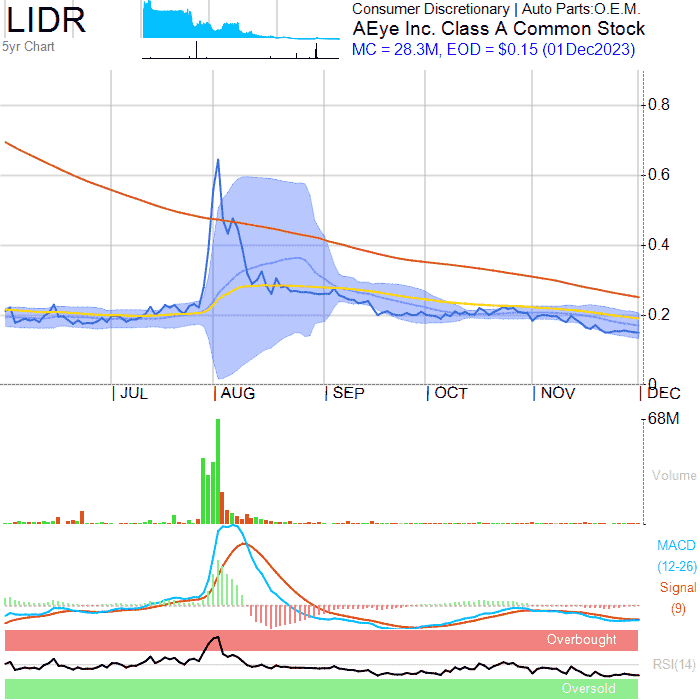 LIDR
5yr Chart
Consumer Discretionary | Auto Parts:O.E.M.
AEye Inc. Class A Common Stock
MC = 28.3M, EOD = $0.15 (01Dec2023)
0.8
0.6
0.4
0.2
0
JUL AUG SEP OCT NOV DEC
68M
Volume
MACD
(12-26)
Signal
(9)
Overbought
RSI(14)
Oversold